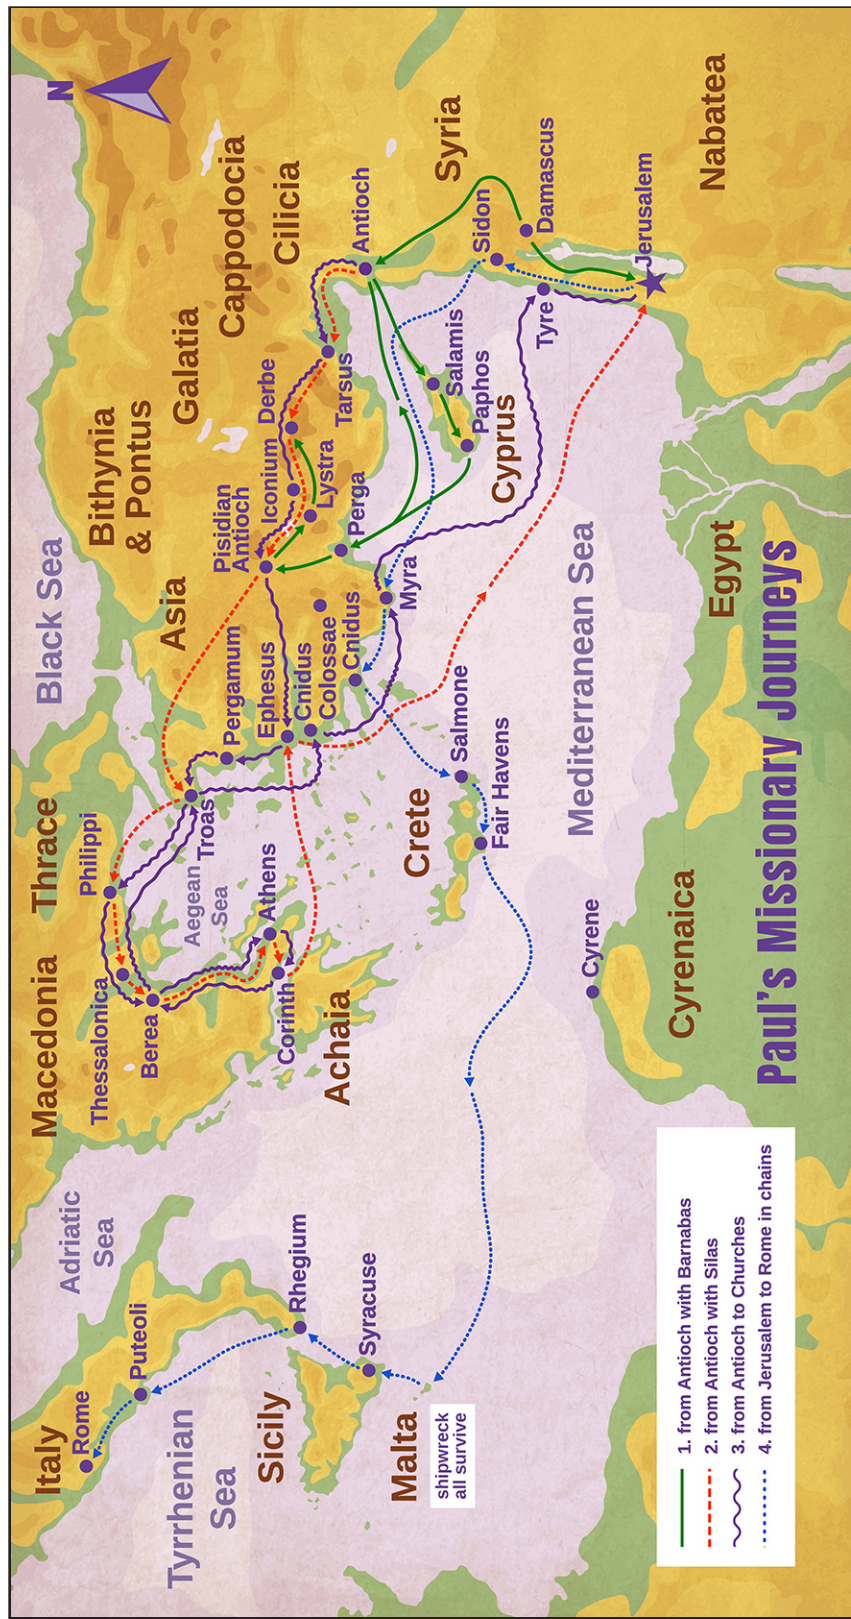 N
Black Sea
Bithynia
& Pontus
Galatia
Cappodocia
Cilicia
Syria
Nabatea
Asia
Thrace
Macedonia
Achaia
Crete
Cyprus
Egypt
Cyrenaica
Italy
Sicily
Malta
Adriatic
Sea
Tyrrhenian
Sea
Aegean
Sea
Mediterranean Sea
Rome
Puteoli
Rhegium
Syracuse
shipwreck
all survive
Philippi
Thessalonica
Berea
Athens
Corinth
Troas
Pergamum
Ephesus
Cnidus
Colossae
Cnidus
Pisidian
Antioch
Iconium
Lystra
Derbe
Tarsus
Perga
Myra
Antioch
Salamis
Paphos
Sidon
Damascus
Tyre
Jerusalem
Salmone
Fair Havens
Cyrene
Paul's Missionary Journeys
1. from Antioch with Barnabas
2. from Antioch with Silas
3. from Antioch to Churches
4. from Jerusalem to Rome in chains